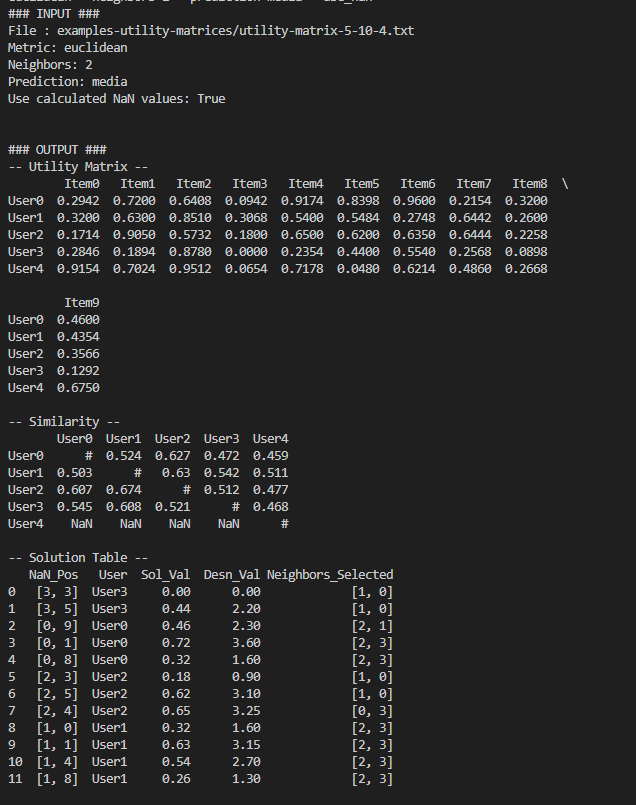 ### INPUT ###
File : examples-utility-matrices/utility-matrix-5-10-4.txt
Metric: euclidean
Neighbors: 2
Prediction: media
Use calculated NaN values: True
### OUTPUT ###
-- Utility Matrix --
Item0 Item1 Item2 Item3 Item4 Item5 Item6 Item7 Item8 \
User0 0.2942 0.7200 0.6408 0.0942 0.9174 0.8398 0.9600 0.2154 0.3200
User1 0.3200 0.6300 0.8510 0.3068 0.5400 0.5484 0.2748 0.6442 0.2600
User2 0.1714 0.9050 0.5732 0.1800 0.6500 0.6200 0.6350 0.6444 0.2258
User3 0.2846 0.1894 0.8780 0.0000 0.2354 0.4400 0.5540 0.2568 0.0898
User4 0.9154 0.7024 0.9512 0.0654 0.7178 0.0480 0.6214 0.4860 0.2668
Item9
User0 0.4600
User1 0.4354
User2 0.3566
User3 0.1292
User4 0.6750
-- Similarity --
User0 User1 User2 User3 User4
User0 # 0.524 0.627 0.472 0.459
User1 0.503 # 0.63 0.542 0.511
User2 0.607 0.674 # 0.512 0.477
User3 0.545 0.608 0.521 # 0.468
User4 NaN NaN NaN NaN #
-- Solution Table --
NaN_Pos User Sol_Val Desn_Val Neighbors_Selected
0 [3, 3] User3 0.00 0.00 [1, 0]
1 [3, 5] User3 0.44 2.20 [1, 0]
2 [0, 9] User0 0.46 2.30 [2, 1]
3 [0, 1] User0 0.72 3.60 [2, 3]
4 [0, 8] User0 0.32 1.60 [2, 3]
5 [2, 3] User2 0.18 0.90 [1, 0]
6 [2, 5] User2 0.62 3.10 [1, 0]
7 [2, 4] User2 0.65 3.25 [0, 3]
8 [1, 0] User1 0.32 1.60 [2, 3]
9 [1, 1] User1 0.63 3.15 [2, 3]
10 [1, 4] User1 0.54 2.70 [2, 3]
11 [1, 8] User1 0.26 1.30 [2, 3]